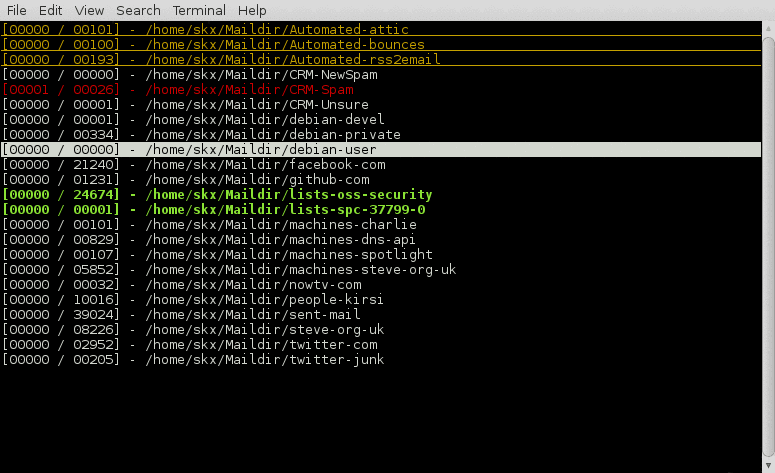 File Edit View Search Terminal Help
[00000 / 00101] - /home/skx/Maildir/Automated-attic
[00000 / 00100] - /home/skx/Maildir/Automated-bounces
[00000 / 00193] - /home/skx/Maildir/Automated-rss2email
[00000 / 00000] - /home/skx/Maildir/CRM-NewSpam
[00001 / 00026] - /home/skx/Maildir/CRM-Spam
[00000 / 00001] - /home/skx/Maildir/CRM-Unsure
[00000 / 00001] - /home/skx/Maildir/debian-devel
[00000 / 00334] - /home/skx/Maildir/debian-private
[00000 / 00000] - /home/skx/Maildir/debian-user
[00000 / 21240] - /home/skx/Maildir/facebook-com
[00000 / 01231] - /home/skx/Maildir/github-com
[00000 / 24674] - /home/skx/Maildir/lists-oss-security
[00000 / 00001] - /home/skx/Maildir/lists-spc-37799-0
[00000 / 00101] - /home/skx/Maildir/machines-charlie
[00000 / 00829] - /home/skx/Maildir/machines-dns-api
[00000 / 00107] - /home/skx/Maildir/machines-spotlight
[00000 / 05852] - /home/skx/Maildir/machines-steve-org-uk
[00000 / 00032] - /home/skx/Maildir/nowtv-com
[00000 / 10016] - /home/skx/Maildir/people-kirsi
[00000 / 39024] - /home/skx/Maildir/sent-mail
[00000 / 08226] - /home/skx/Maildir/steve-org-uk
[00000 / 02952] - /home/skx/Maildir/twitter-com
[00000 / 00205] - /home/skx/Maildir/twitter-junk